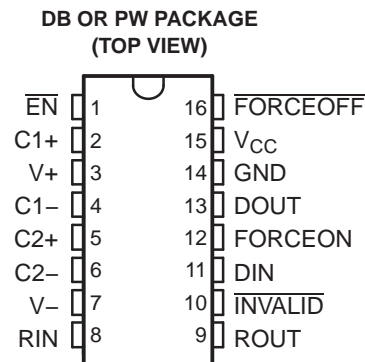 DB OR PW PACKAGE
(TOP VIEW)
EN 1 16 FORCEOFF
C1+ 2 15 VCC
V+ 3 14 GND
C1− 4 13 DOUT
C2+ 5 12 FORCEON
C2− 6 11 DIN
V− 7 10 INVALID
RIN 8 9 ROUT